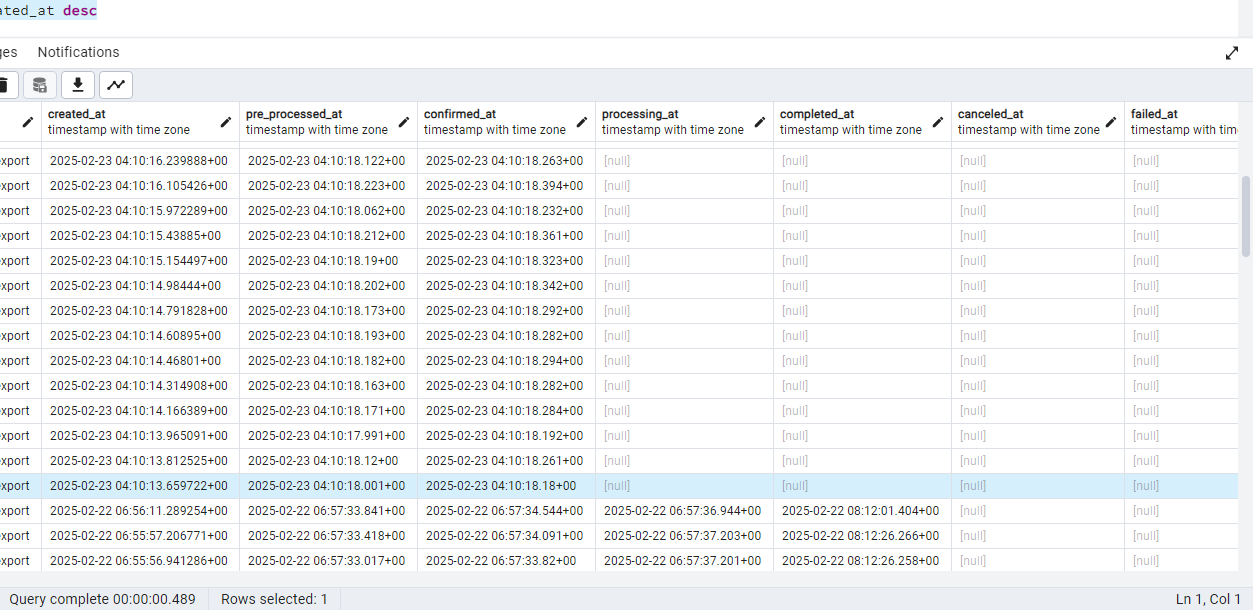 ated_at desc
ges Notifications
created_at pre_processed_at confirmed_at processing_at completed_at canceled_at failed_at
timestamp with time zone timestamp with time zone timestamp with time zone timestamp with time zone timestamp with time zone timestamp with time zone timestamp with tim
export 2025-02-23 04:10:16.239888+00 2025-02-23 04:10:18.122+00 2025-02-23 04:10:18.263+00 [null] [null] [null] [null]
export 2025-02-23 04:10:16.105426+00 2025-02-23 04:10:18.223+00 2025-02-23 04:10:18.394+00 [null] [null] [null] [null]
export 2025-02-23 04:10:15.972289+00 2025-02-23 04:10:18.062+00 2025-02-23 04:10:18.232+00 [null] [null] [null] [null]
export 2025-02-23 04:10:15.43885+00 2025-02-23 04:10:18.212+00 2025-02-23 04:10:18.361+00 [null] [null] [null] [null]
export 2025-02-23 04:10:15.154497+00 2025-02-23 04:10:18.19+00 2025-02-23 04:10:18.323+00 [null] [null] [null] [null]
export 2025-02-23 04:10:14.98444+00 2025-02-23 04:10:18.202+00 2025-02-23 04:10:18.342+00 [null] [null] [null] [null]
export 2025-02-23 04:10:14.791828+00 2025-02-23 04:10:18.173+00 2025-02-23 04:10:18.292+00 [null] [null] [null] [null]
export 2025-02-23 04:10:14.60895+00 2025-02-23 04:10:18.193+00 2025-02-23 04:10:18.282+00 [null] [null] [null] [null]
export 2025-02-23 04:10:14.46801+00 2025-02-23 04:10:18.182+00 2025-02-23 04:10:18.294+00 [null] [null] [null] [null]
export 2025-02-23 04:10:14.314908+00 2025-02-23 04:10:18.163+00 2025-02-23 04:10:18.282+00 [null] [null] [null] [null]
export 2025-02-23 04:10:14.166389+00 2025-02-23 04:10:18.171+00 2025-02-23 04:10:18.284+00 [null] [null] [null] [null]
export 2025-02-23 04:10:13.965091+00 2025-02-23 04:10:17.991+00 2025-02-23 04:10:18.192+00 [null] [null] [null] [null]
export 2025-02-23 04:10:13.812525+00 2025-02-23 04:10:18.12+00 2025-02-23 04:10:18.261+00 [null] [null] [null] [null]
export 2025-02-23 04:10:13.659722+00 2025-02-23 04:10:18.001+00 2025-02-23 04:10:18.18+00 [null] [null] [null] [null]
export 2025-02-22 06:56:11.289254+00 2025-02-22 06:57:33.841+00 2025-02-22 06:57:34.544+00 2025-02-22 06:57:36.944+00 2025-02-22 08:12:01.404+00 [null] [null]
export 2025-02-22 06:55:57.206771+00 2025-02-22 06:57:33.418+00 2025-02-22 06:57:34.091+00 2025-02-22 06:57:37.203+00 2025-02-22 08:12:26.266+00 [null] [null]
export 2025-02-22 06:55:56.941286+00 2025-02-22 06:57:33.017+00 2025-02-22 06:57:33.82+00 2025-02-22 06:57:37.201+00 2025-02-22 08:12:26.258+00 [null] [null]
Query complete 00:00:00.489 Rows selected: 1 Ln 1, Col 1